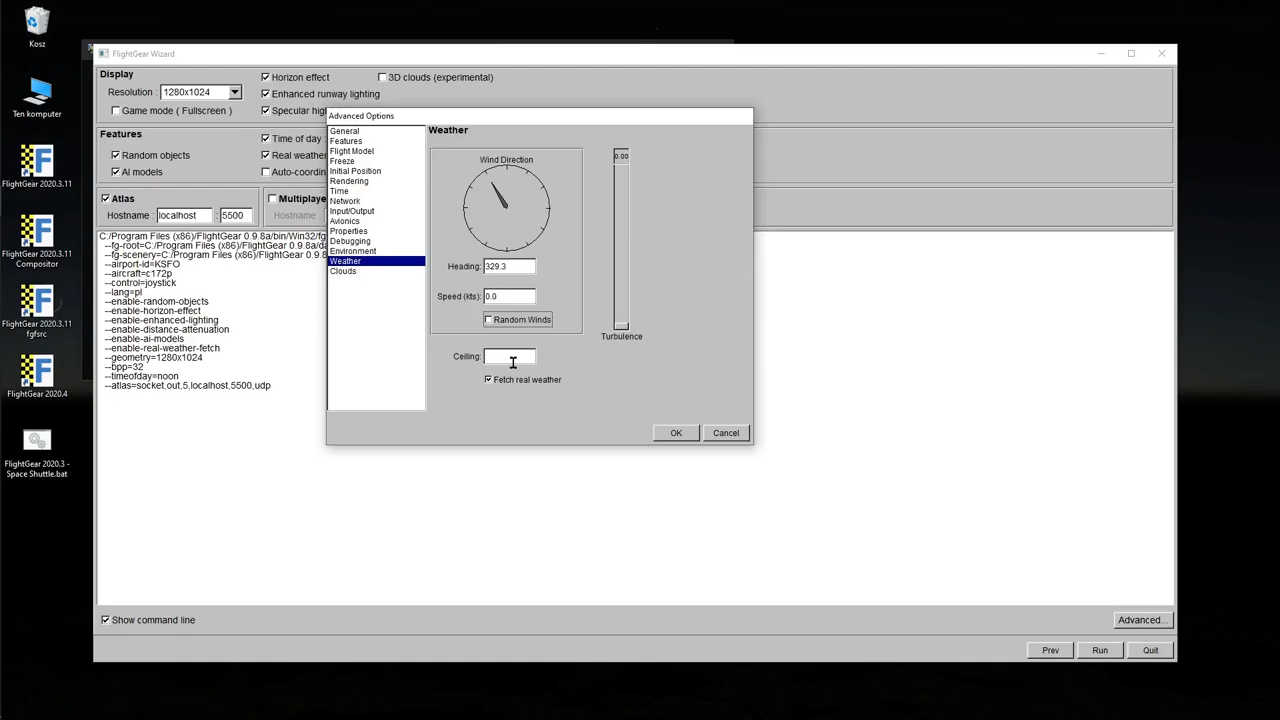 Kosz
Ten komputer
FlightGear 2020.3.11
FlightGear 2020.3.11
Compositor
FlightGear 2020.3.11
fgfsrc
FlightGear 2020.4
FlightGear 2020.3 -
Space Shuttle.bat
FlightGear Wizard
Display
Resolution : 1280x1024
Game mode ( Fullscreen )
Horizon effect
3D clouds (experimental)
Enhanced runway lighting
Specular hig
Features
Random objects
AI models
Time of day
Real weathe
Auto-coordin
Atlas
Hostname : localhost : 5500
Multiplaye
Hostname
C:/Program Files (x86)/FlightGear 0.9.8a/bin/Win32/fg
--fg-root=C:/Program Files (x86)/FlightGear 0.9.8a/da
--fg-scenery=C:/Program Files (x86)/FlightGear 0.9.8
--airport-id=KSFO
--aircraft=c172p
--control=joystick
--lang=pl
--enable-random-objects
--enable-horizon-effect
--enable-enhanced-lighting
--enable-distance-attenuation
--enable-ai-models
--enable-real-weather-fetch
--geometry=1280x1024
--bpp=32
--timeofday=noon
--atlas=socket,out,5,localhost,5500,udp
Advanced Options
General
Features
Flight Model
Freeze
Initial Position
Rendering
Time
Network
Input/Output
Avionics
Properties
Debugging
Environment
Weather
Clouds
Weather
Wind Direction
Heading: 329.3
Speed (kts): 0.0
Random Winds
Ceiling:
Fetch real weather
0.00
Turbulence
OK
Cancel
Show command line
Advanced...
Prev
Run
Quit